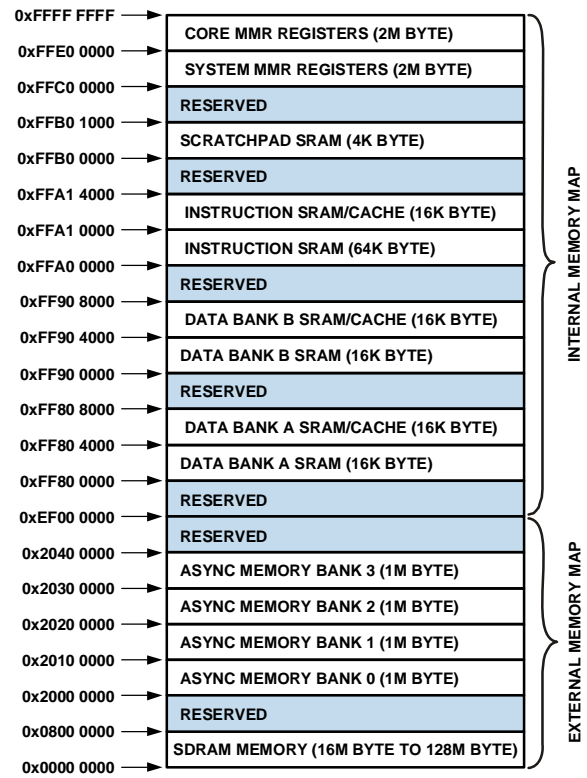 0xFFFF FFFF
CORE MMR REGISTERS (2M BYTE)
0xFFE0 0000
SYSTEM MMR REGISTERS (2M BYTE)
0xFFC0 0000
RESERVED
0xFFB0 1000
SCRATCHPAD SRAM (4K BYTE)
0xFFB0 0000
RESERVED
0xFFA1 4000
INSTRUCTION SRAM/CACHE (16K BYTE)
0xFFA1 0000
INSTRUCTION SRAM (64K BYTE)
0xFFA0 0000
RESERVED
0xFF90 8000
DATA BANK B SRAM/CACHE (16K BYTE)
0xFF90 4000
DATA BANK B SRAM (16K BYTE)
0xFF90 0000
RESERVED
0xFF80 8000
DATA BANK A SRAM/CACHE (16K BYTE)
0xFF80 4000
DATA BANK A SRAM (16K BYTE)
0xFF80 0000
RESERVED
0xEF00 0000
RESERVED
0x2040 0000
ASYNC MEMORY BANK 3 (1M BYTE)
0x2030 0000
ASYNC MEMORY BANK 2 (1M BYTE)
0x2020 0000
ASYNC MEMORY BANK 1 (1M BYTE)
0x2010 0000
ASYNC MEMORY BANK 0 (1M BYTE)
0x2000 0000
RESERVED
0x0800 0000
SDRAM MEMORY (16M BYTE TO 128M BYTE)
0x0000 0000
INTERNAL MEMORY MAP
EXTERNAL MEMORY MAP